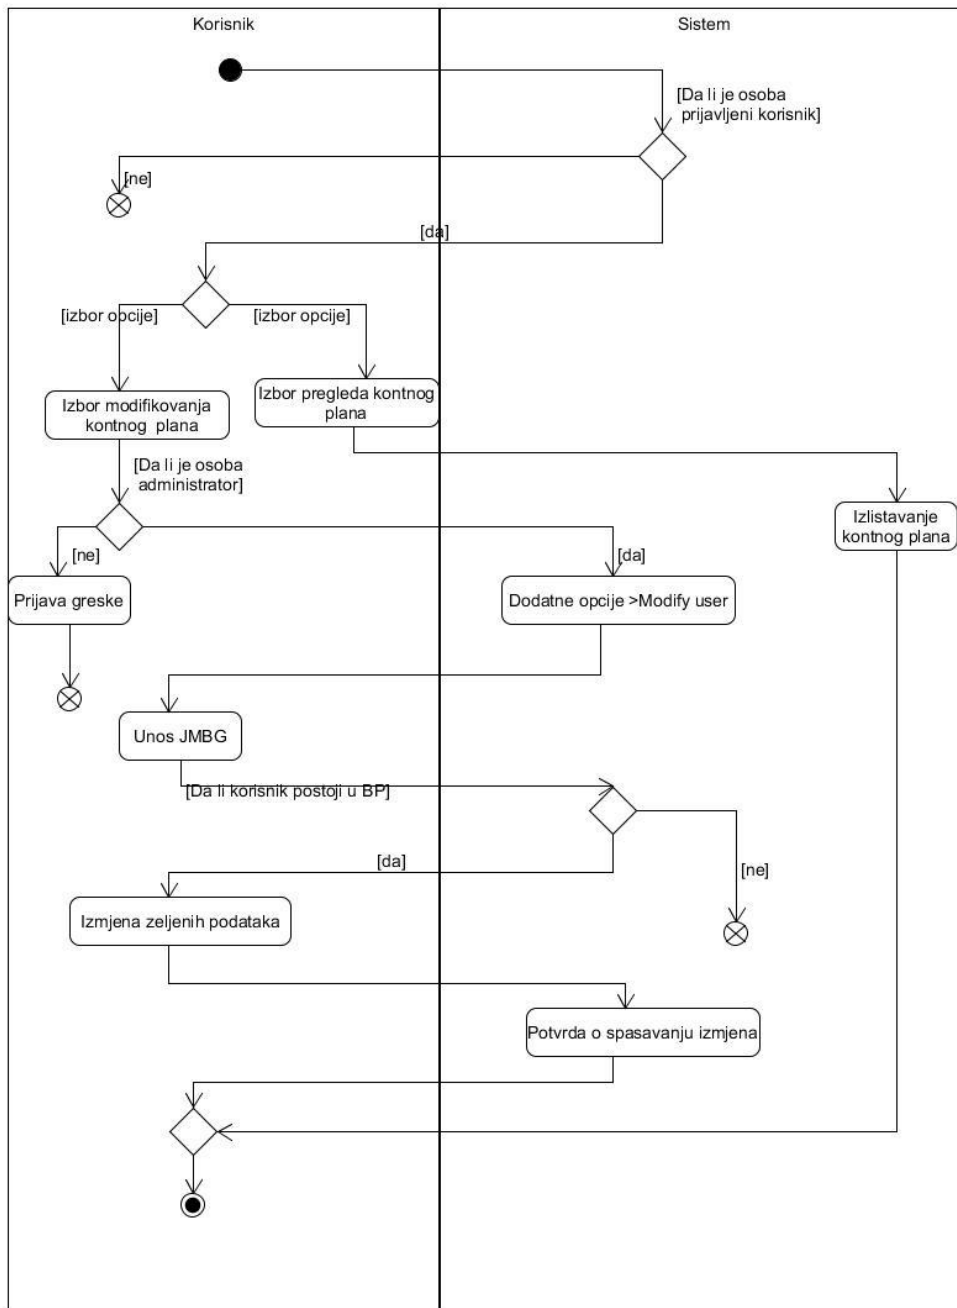 Korisnik
Sistem
[Da li je osoba
prijavljeni korisnik]
[ne]
[da]
[izbor opcije]
[izbor opcije]
Izbor modifikovanja
kontnog plana
Izbor pregleda kontnog
plana
[Da li je osoba
administrator]
Izlistavanje
kontnog plana
[ne]
[da]
Prijava greske
Dodatne opcije >Modify user
Unos JMBG
[Da li korisnik postoji u BP]
[da]
[ne]
Izmjena zeljenih podataka
Potvrda o spasavanju izmjena